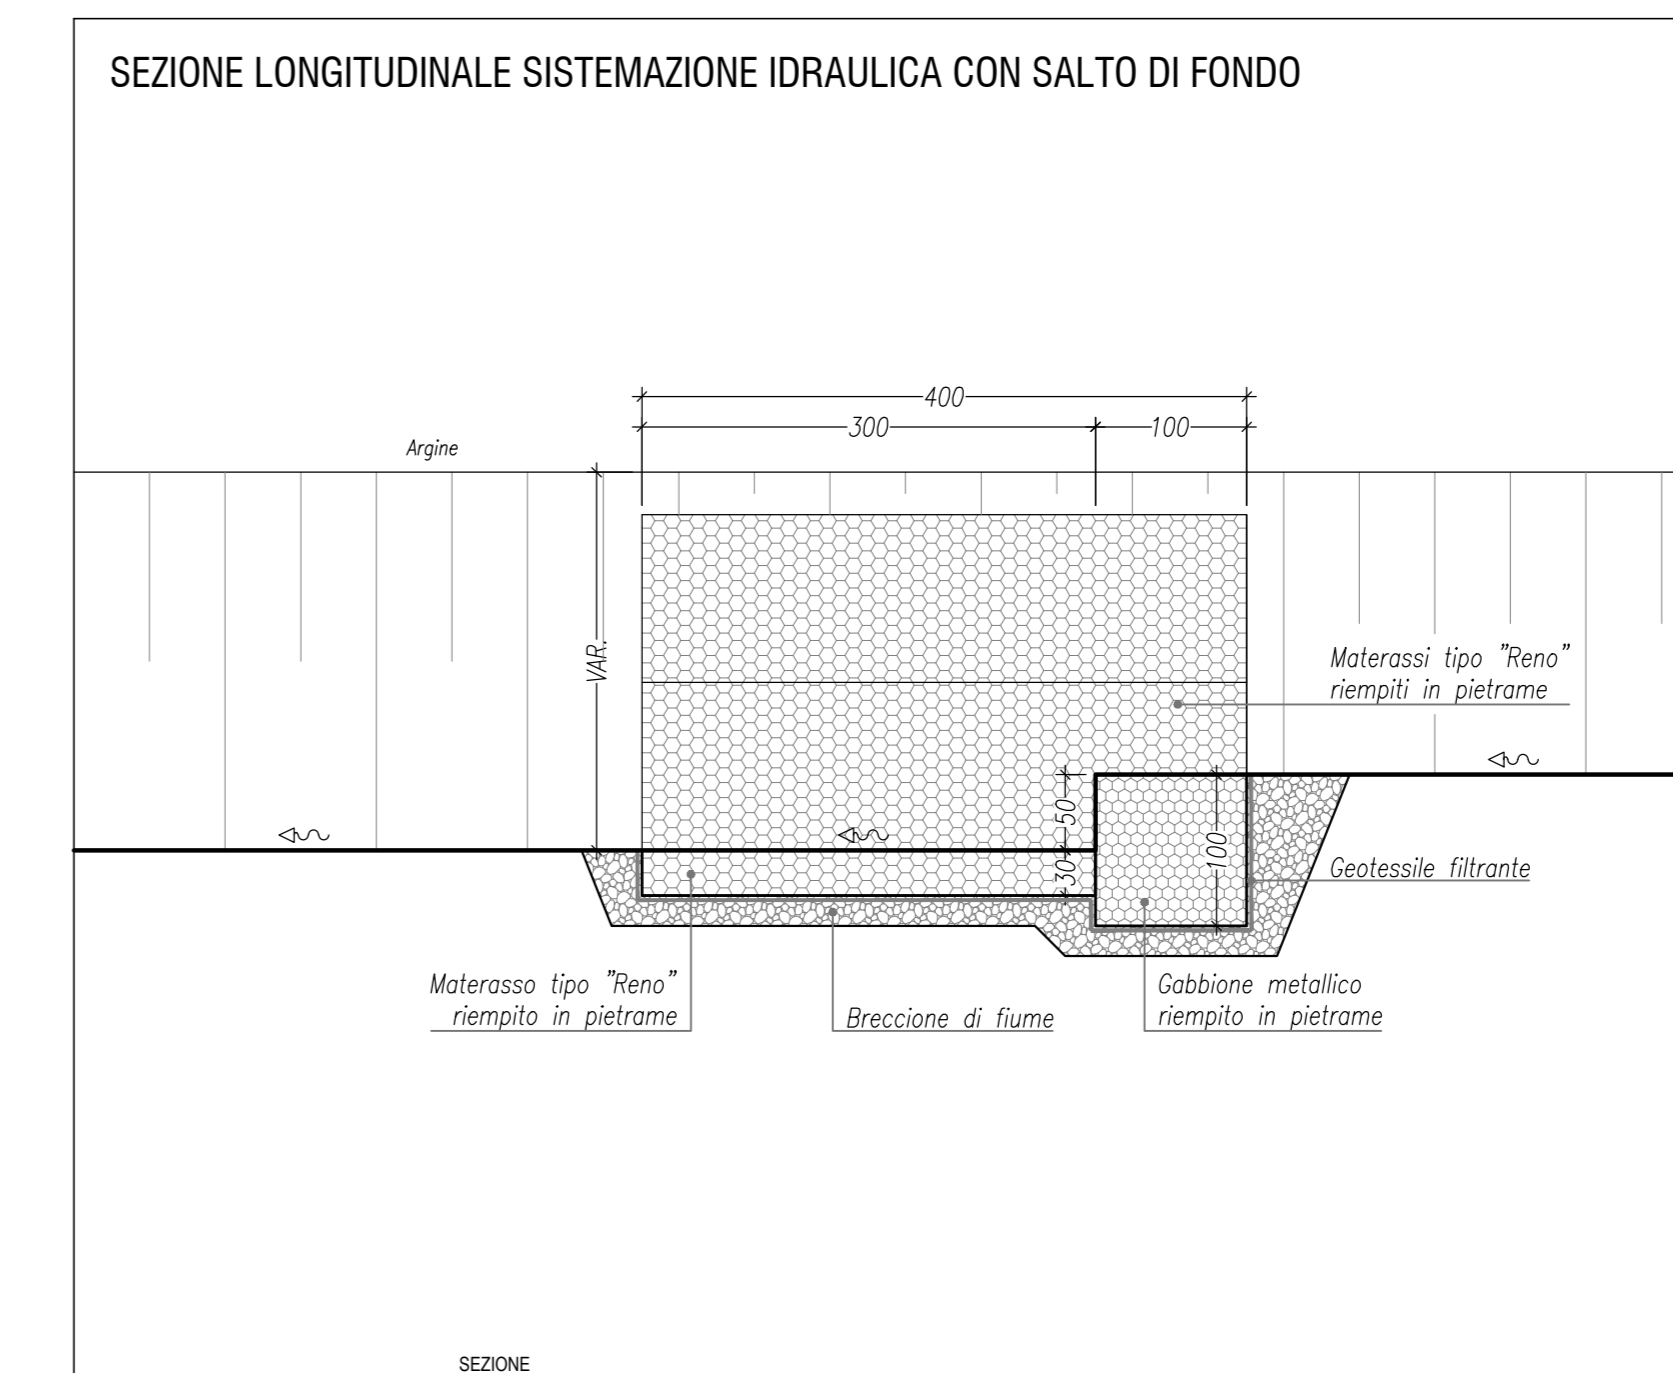 SEZIONE LONGITUDINALE SISTEMAZIONE IDRAULICA CON SALTO DI FONDO
400
300
100
Argine
VAR.
Materassi tipo "Reno"
riempiti in pietrame
50
30
100
Geotessile filtrante
Materasso tipo "Reno"
riempito in pietrame
Breccione di fiume
Gabbione metallico
riempito in pietrame
SEZIONE